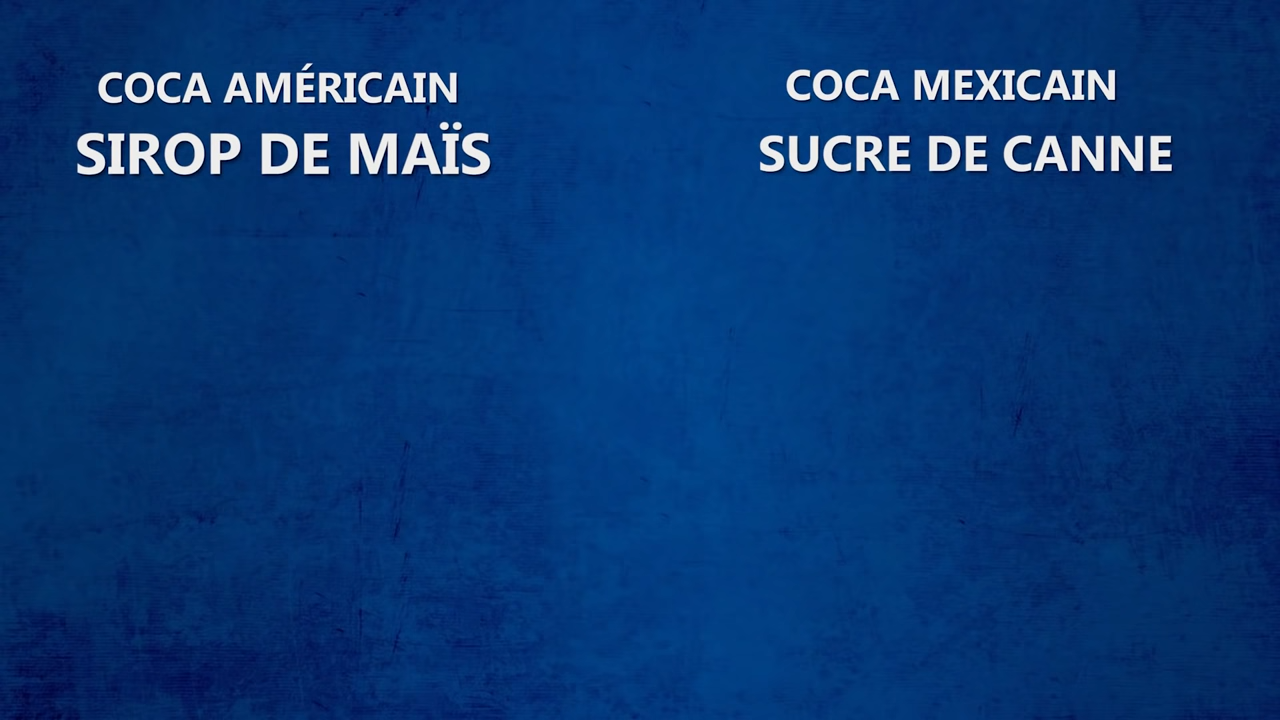 COCA AMÉRICAIN
SIROP DE MAÏS
COCA MEXICAIN
SUCRE DE CANNE